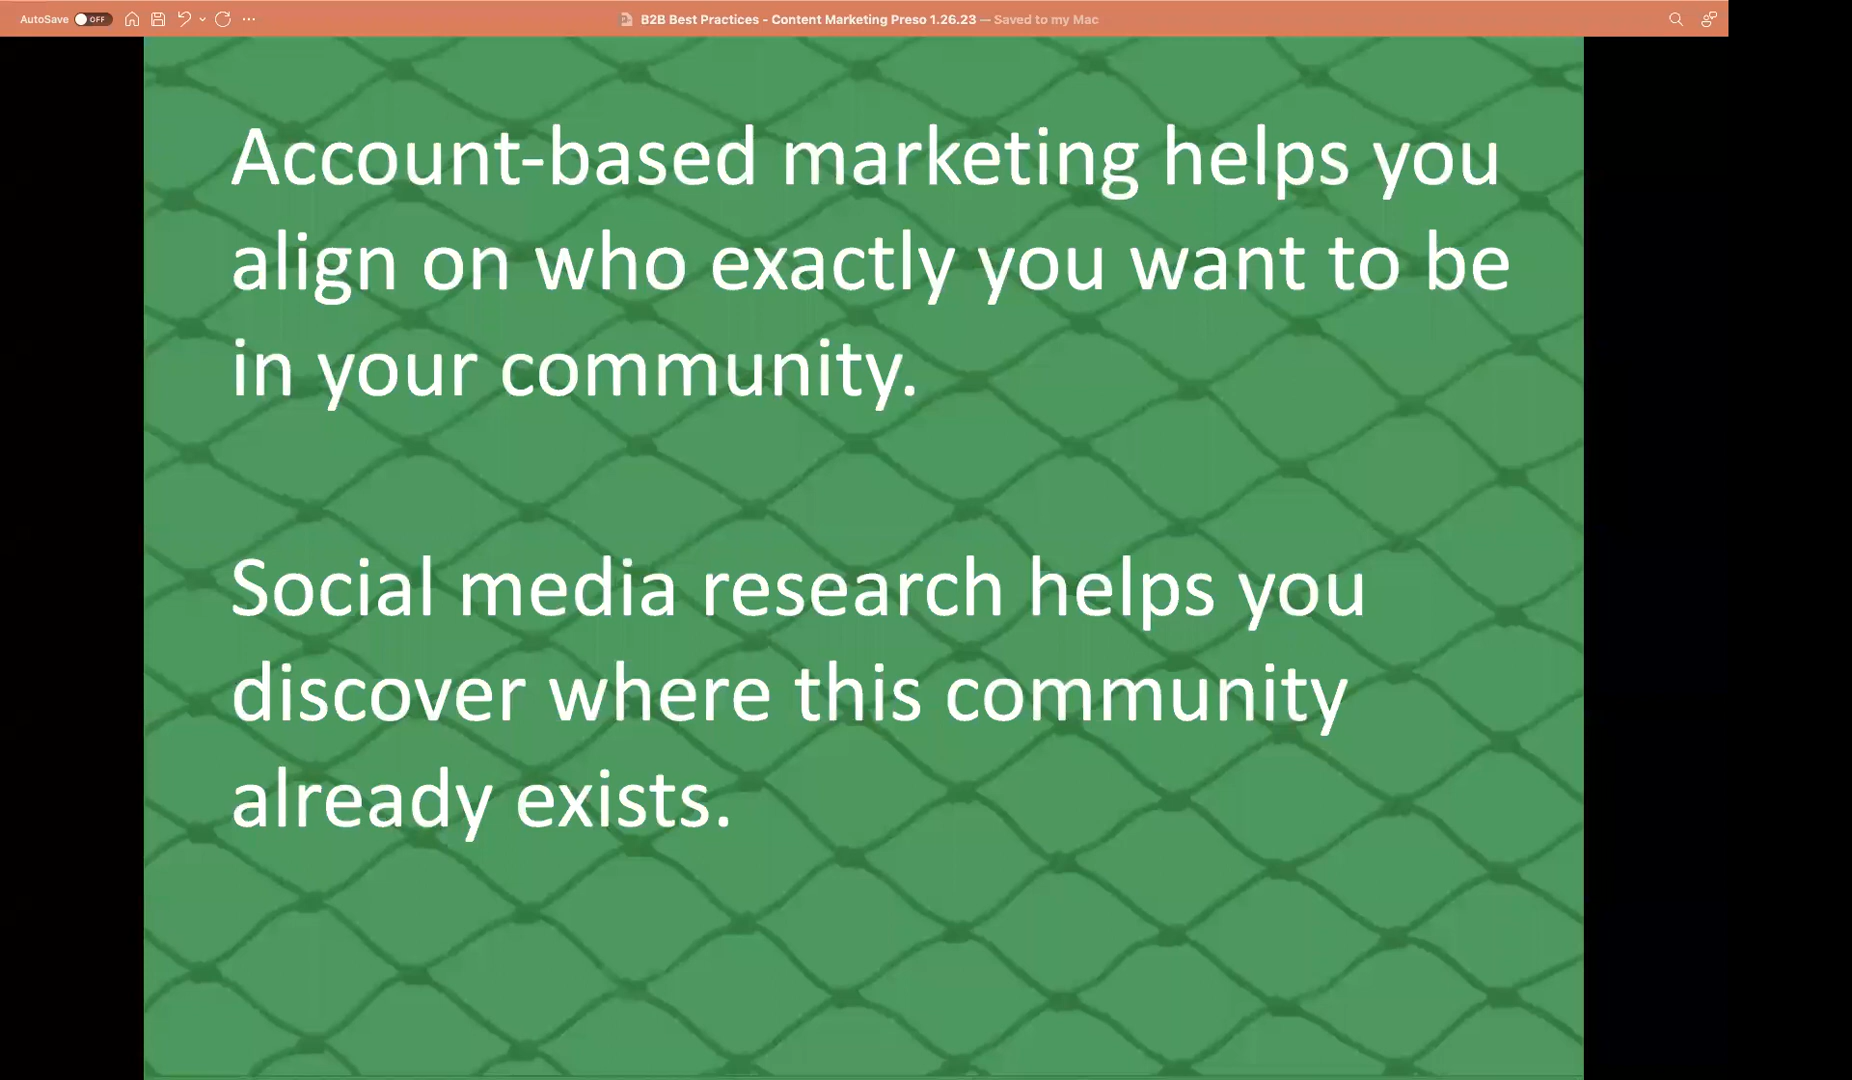 AutoSave OFF
B2B Best Practices - Content Marketing Preso 1.26.23 — Saved to my Mac
Account-based marketing helps you
align on who exactly you want to be
in your community.
Social media research helps you
discover where this community
already exists.